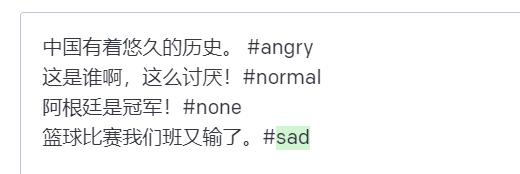 中国有着悠久的历史。 #angry
这是谁啊，这么讨厌！#normal
阿根廷是冠军！#none
篮球比赛我们班又输了。#sad